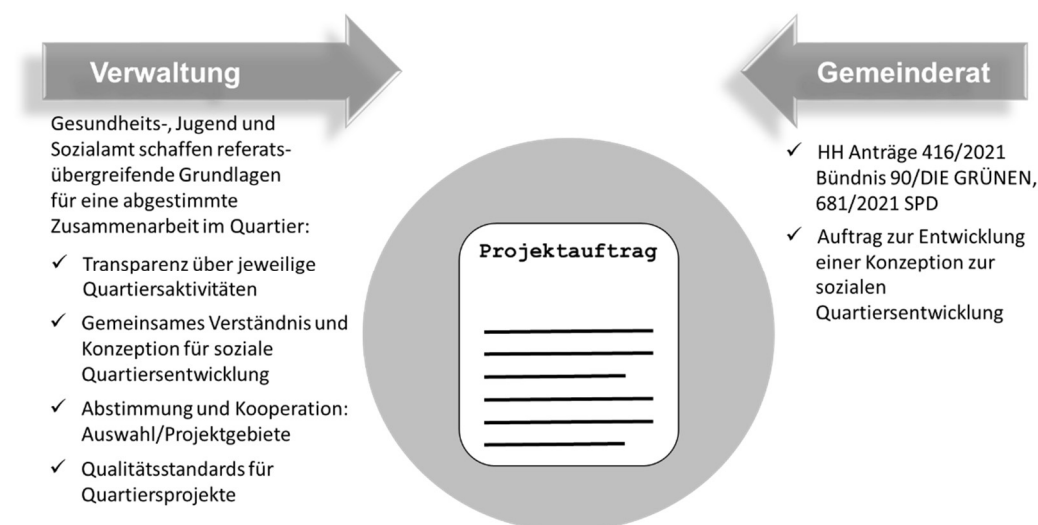 Verwaltung
Gesundheits-, Jugend und
Sozialamt schaffen referats-
übergreifende Grundlagen
für eine abgestimmte
Zusammenarbeit im Quartier:
✓ Transparenz über jeweilige
Quartiersaktivitäten
✓ Gemeinsames Verständnis und
Konzeption für soziale
Quartiersentwicklung
✓ Abstimmung und Kooperation:
Auswahl/Projektgebiete
✓ Qualitätsstandards für
Quartiersprojekte
Projektauftrag
Gemeinderat
✓ HH Anträge 416/2021
Bündnis 90/DIE GRÜNEN,
681/2021 SPD
✓ Auftrag zur Entwicklung
einer Konzeption zur
sozialen
Quartiersentwicklung